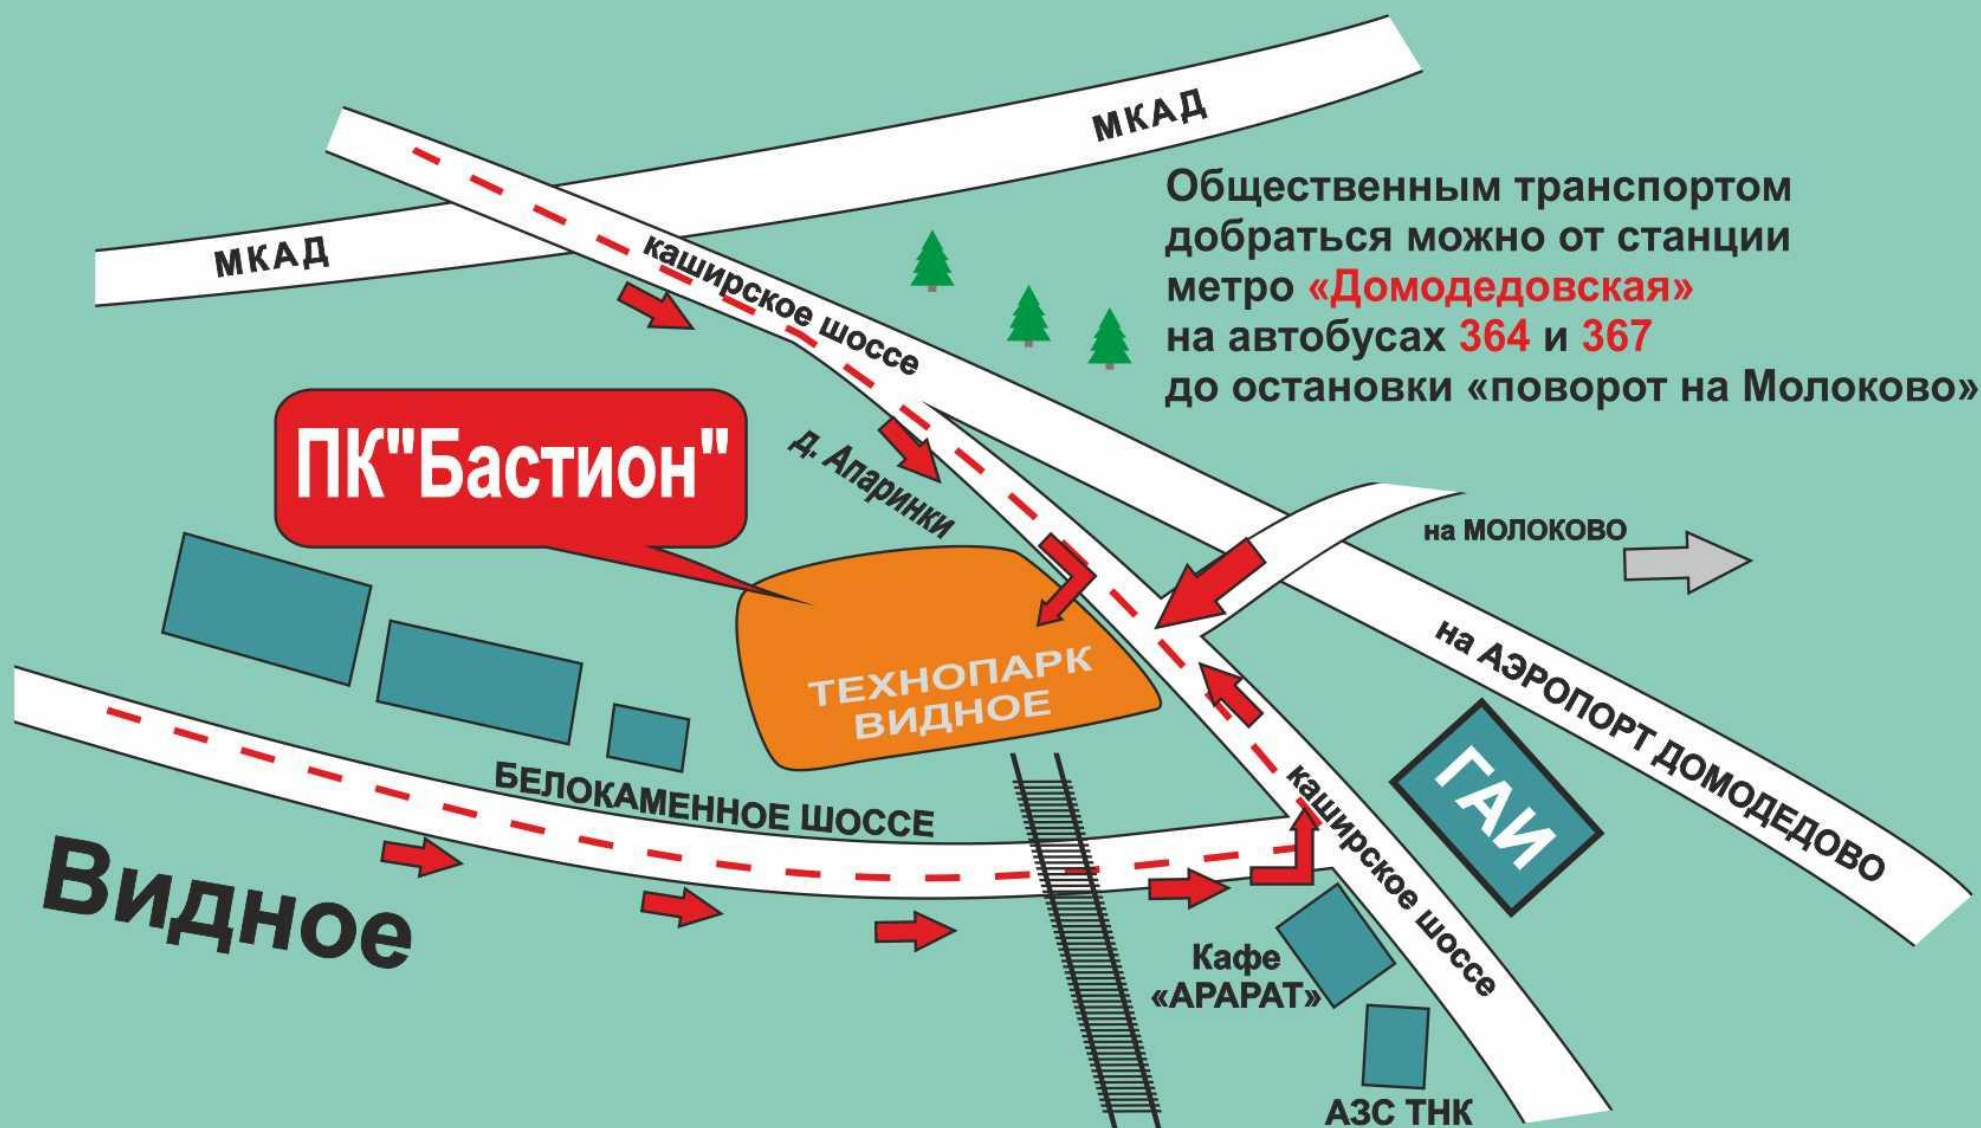 МКАД
МКАД
каширское шоссе
Общественным транспортом
добраться можно от станции
метро «Домодедовская»
на автобусах 364 и 367
до остановки «поворот на Молоково»
ПК"Бастион"
д. Апаринки
на МОЛОКОВО
на АЭРОПОРТ ДОМОДЕДОВО
ТЕХНОПАРК
ВИДНОЕ
ГАИ
БЕЛОКАМЕННОЕ ШОССЕ
каширское шоссе
Видное
Кафе
«АРАРАТ»
АЗС ТНК